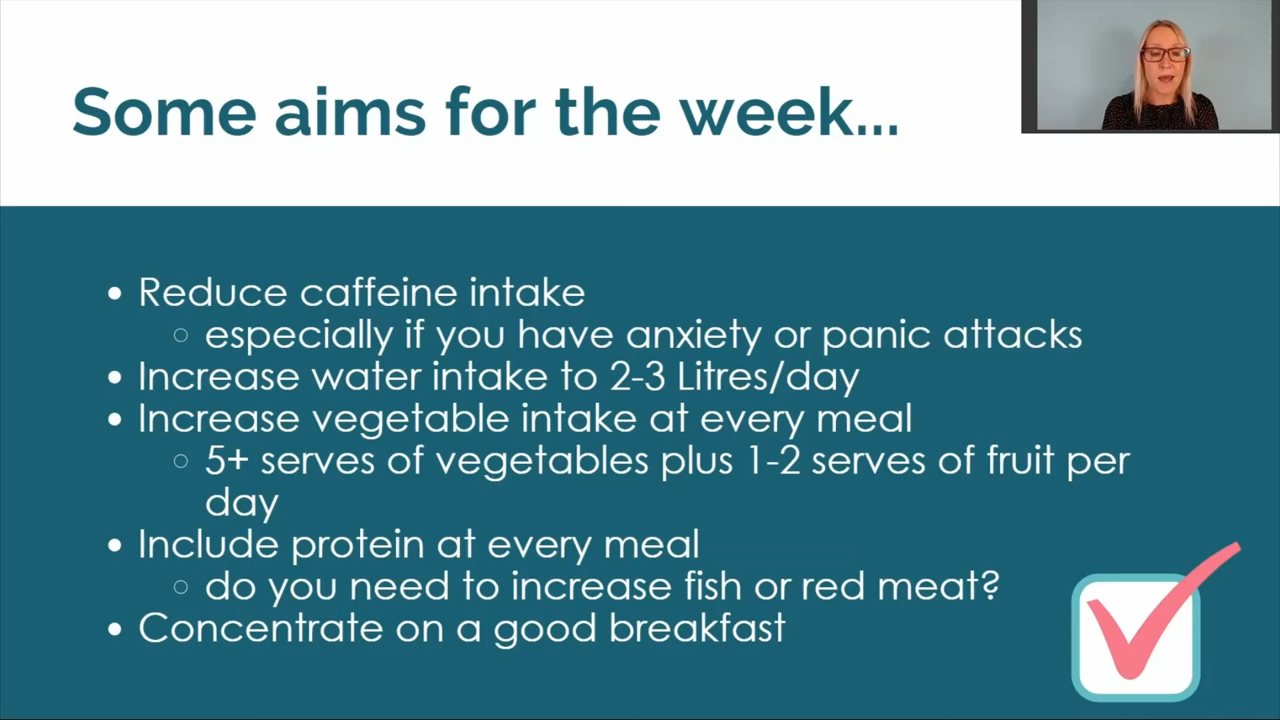 Some aims for the week...
• Reduce caffeine intake
○ especially if you have anxiety or panic attacks
• Increase water intake to 2-3 Litres/day
• Increase vegetable intake at every meal
○ 5+ serves of vegetables plus 1-2 serves of fruit per
day
• Include protein at every meal
○ do you need to increase fish or red meat?
• Concentrate on a good breakfast